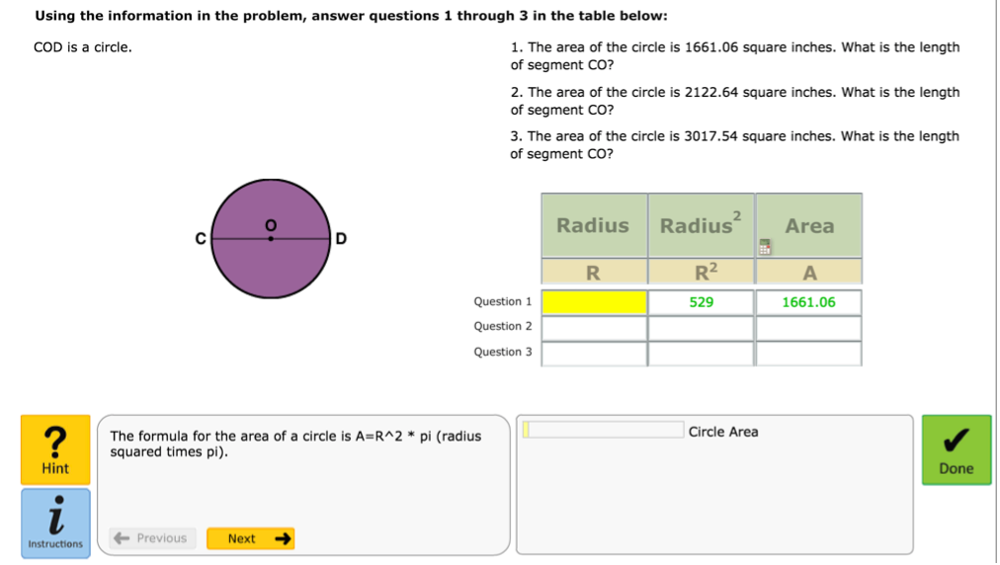 Using the information in the problem, answer questions 1 through 3 in the table below:
COD is a circle.
1. The area of the circle is 1661.06 square inches. What is the length
of segment CO?
2. The area of the circle is 2122.64 square inches. What is the length
of segment CO?
3. The area of the circle is 3017.54 square inches. What is the length
of segment CO?
C O D
Radius Radius² Area
R R² A
Question 1 529 1661.06
Question 2
Question 3
? Hint
The formula for the area of a circle is A=R^2 * pi (radius
squared times pi).
Circle Area
Done
i Instructions
Previous Next